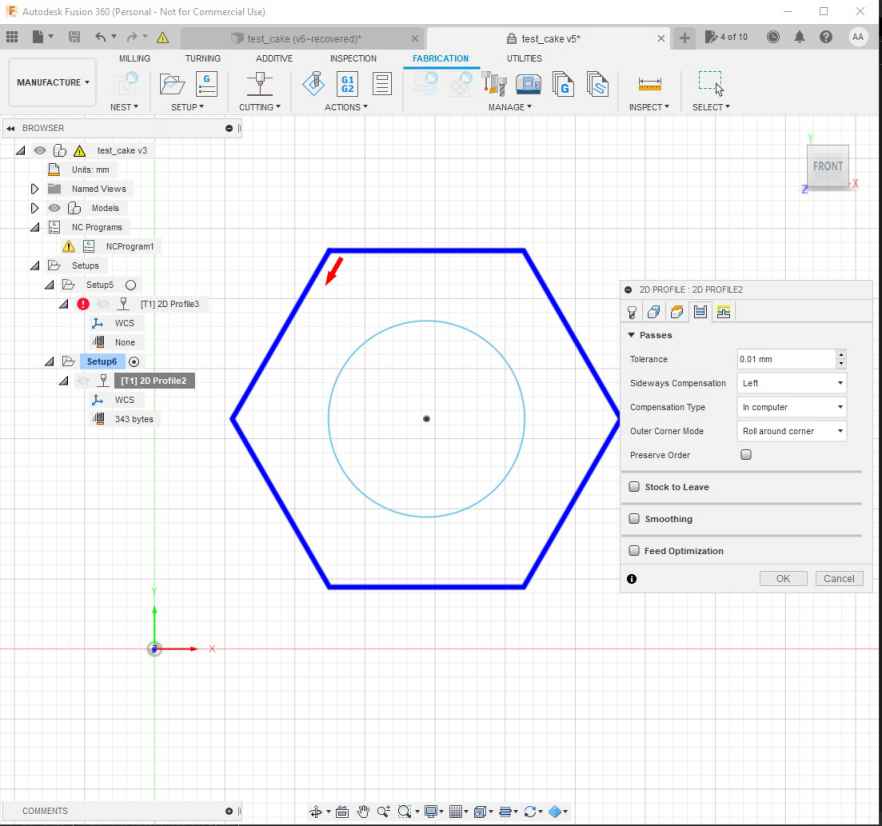 Autodesk Fusion 360 (Personal - Not for Commercial Use)
test_cake (v6~recovered)*
test_cake v5*
4 of 10
AA
MILLING TURNING ADDITIVE INSPECTION FABRICATION UTILITIES
MANUFACTURE
G1
G2
G
NEST SETUP CUTTING ACTIONS MANAGE INSPECT SELECT
BROWSER
test_cake v3
Units: mm
Named Views
Models
NC Programs
NCProgram1
Setups
Setup5
[T1] 2D Profile3
WCS
None
Setup6
[T1] 2D Profile2
WCS
343 bytes
Y
FRONT
Z
X
2D PROFILE : 2D PROFILE2
Passes
Tolerance 0.01 mm
Sideways Compensation Left
Compensation Type In computer
Outer Corner Mode Roll around corner
Preserve Order
Stock to Leave
Smoothing
Feed Optimization
OK Cancel
Y
X
COMMENTS